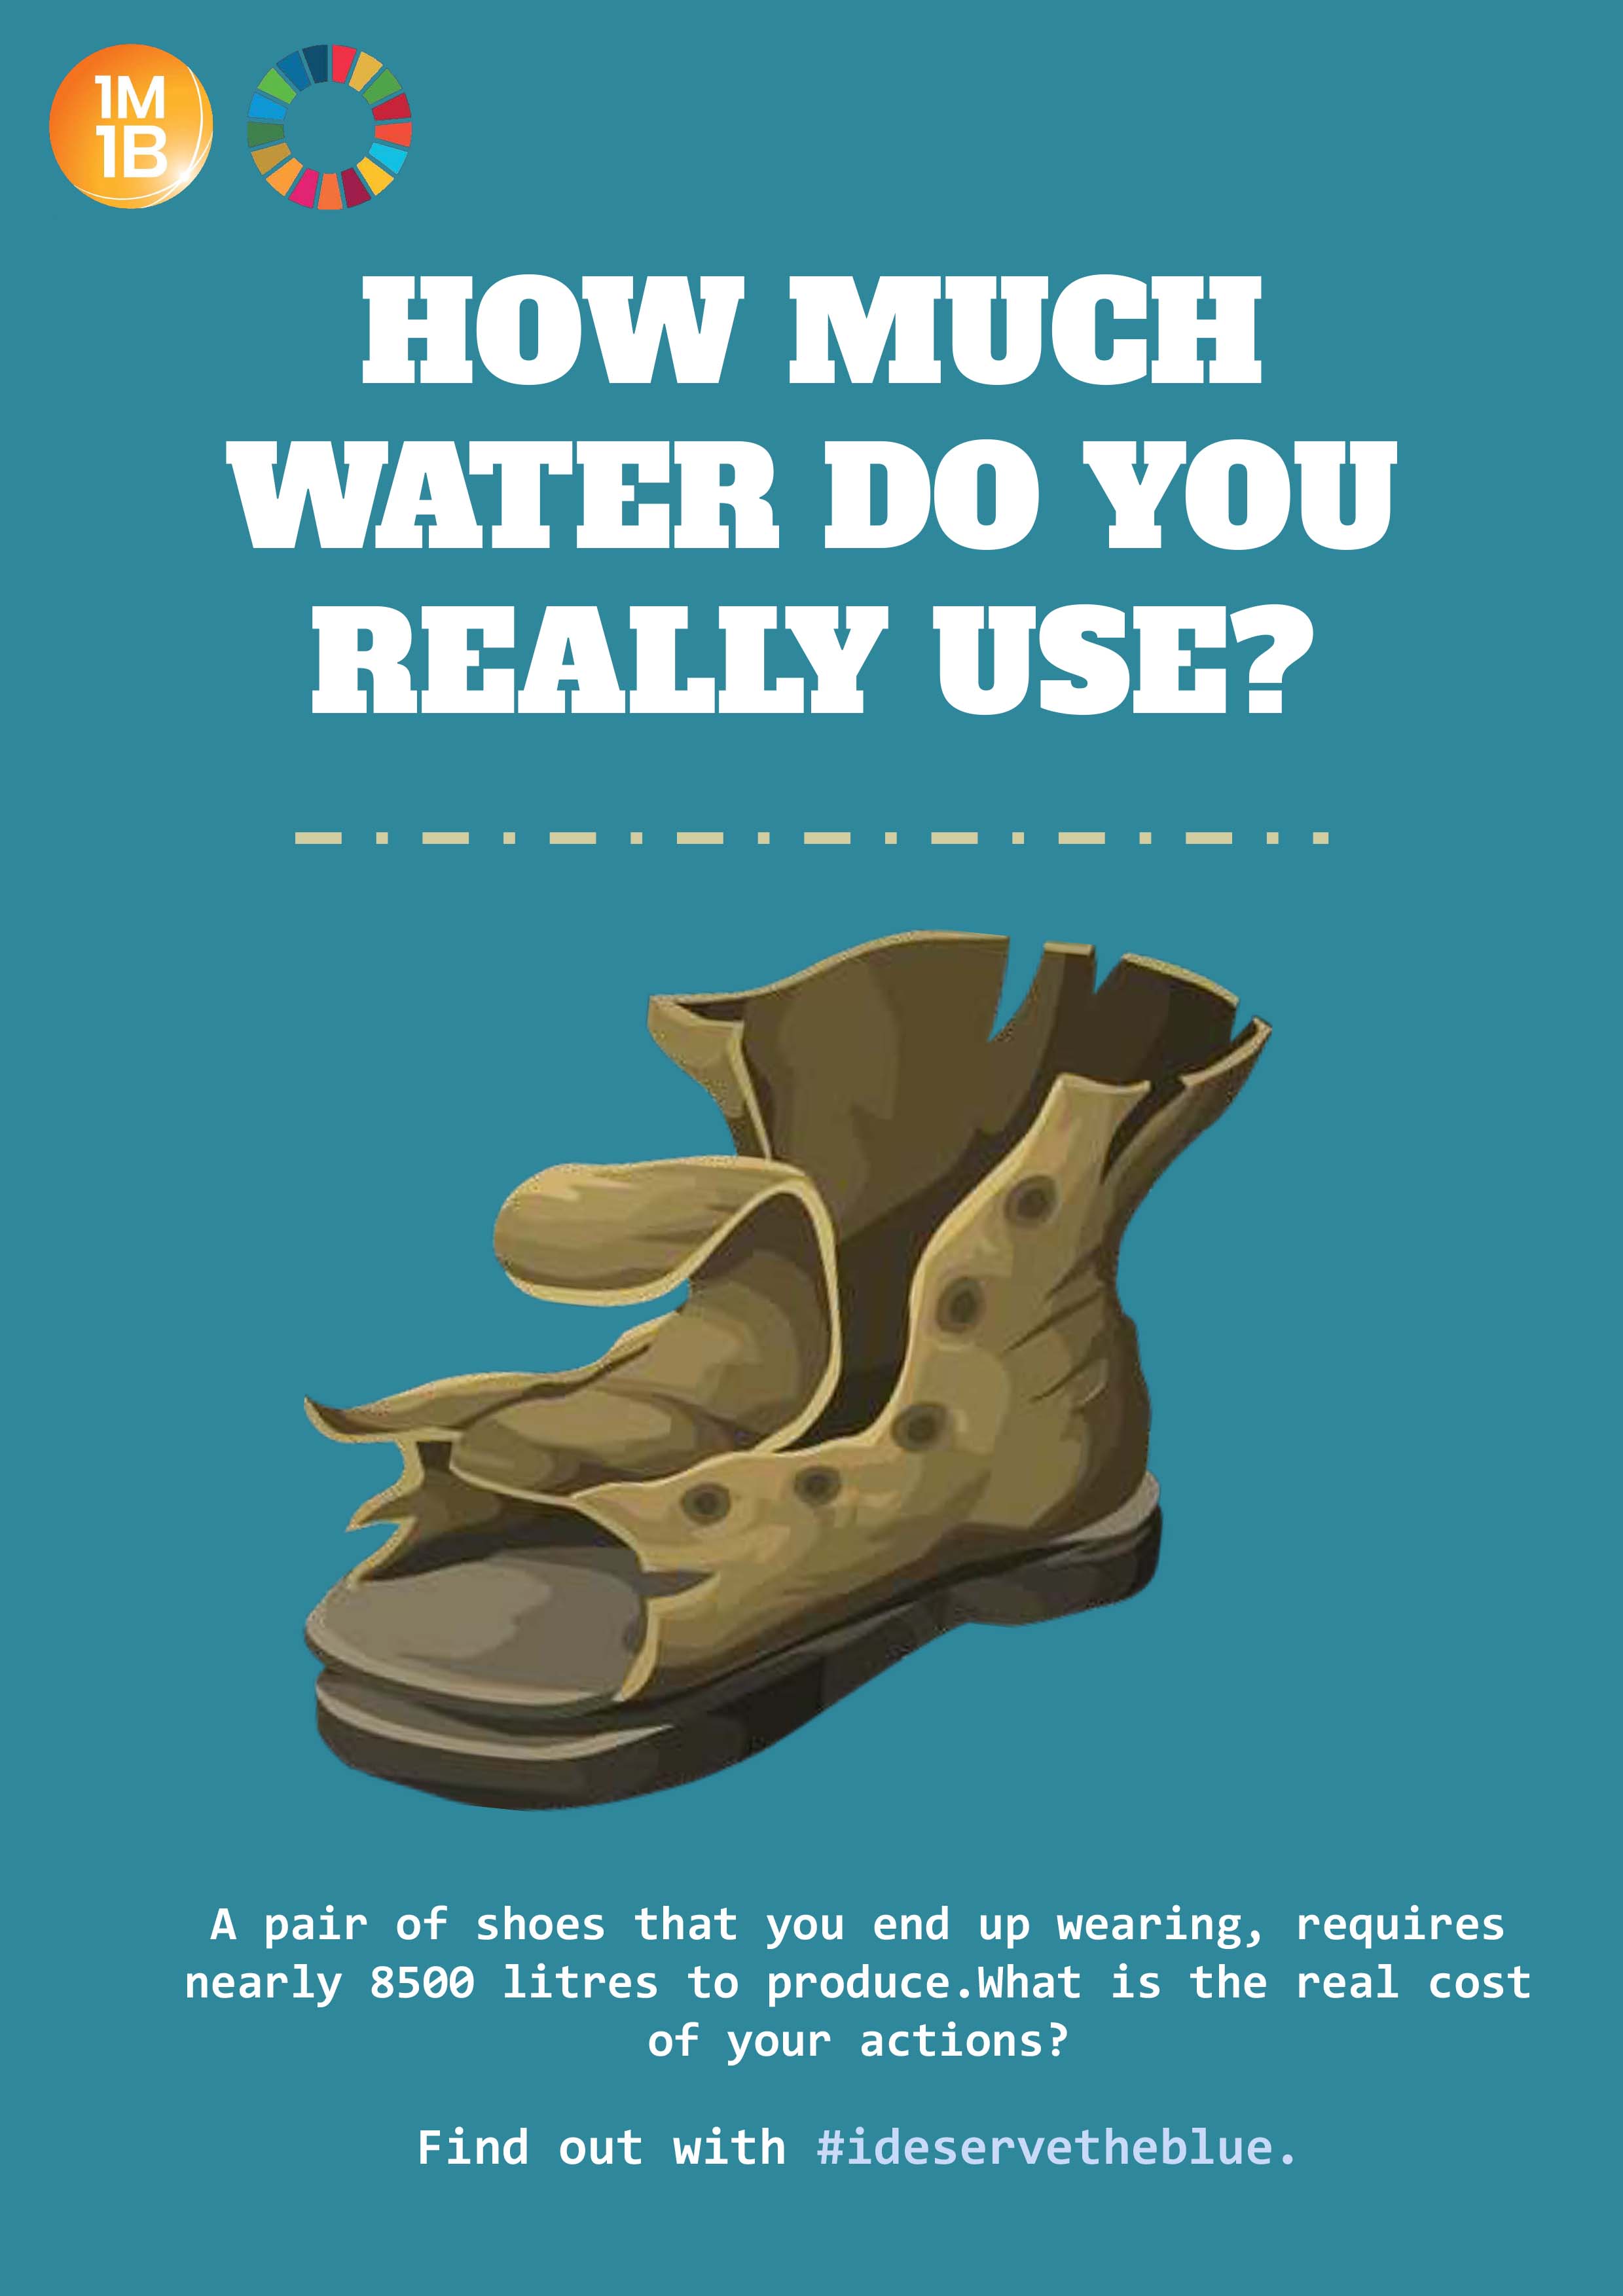 1M
1B
HOW MUCH
WATER DO YOU
REALLY USE?
A pair of shoes that you end up wearing, requires
nearly 8500 litres to produce.What is the real cost
of your actions?
Find out with #ideservetheblue.